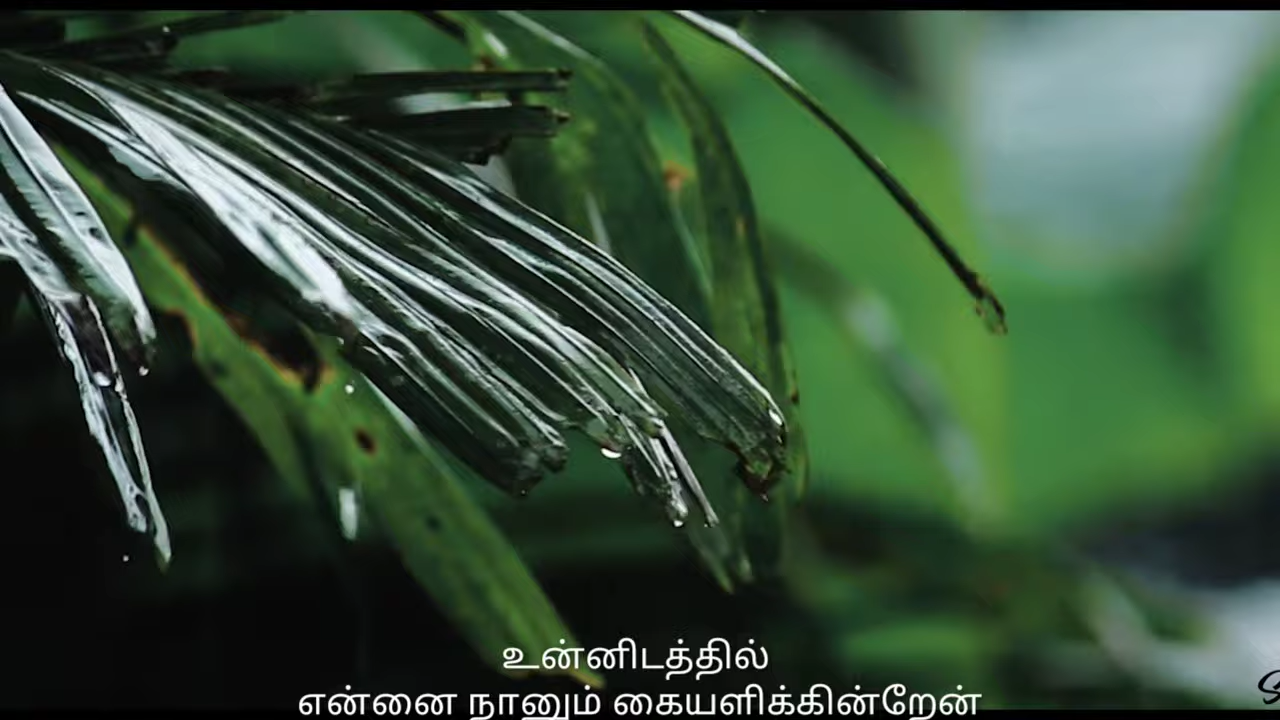 உன்னிடத்தில்
என்னை நானும் கையளிக்கின்றேன்